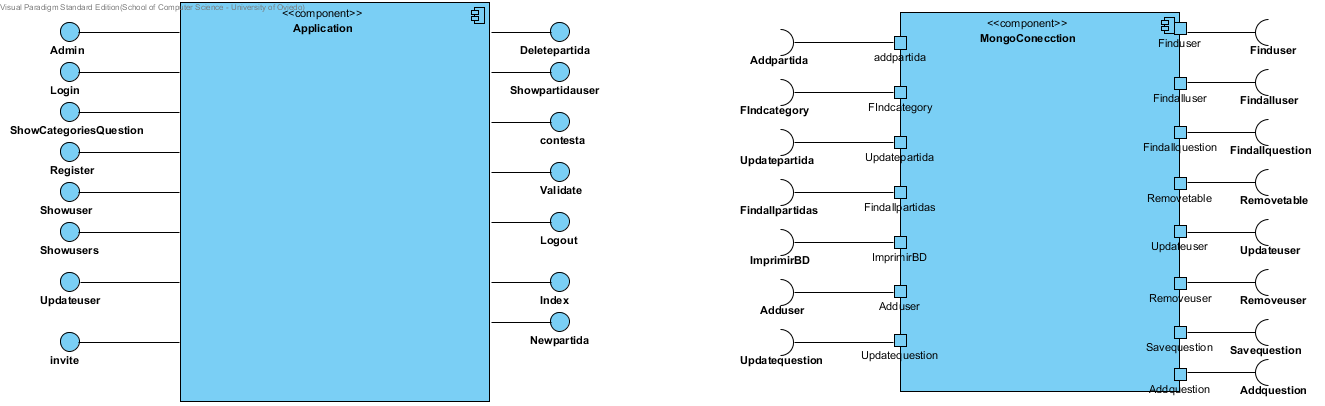 Visual Paradigm Standard Edition(School of Computer Science - University of Oviedo)
<<component>>
Application
Admin
Login
ShowCategoriesQuestion
Register
Showuser
Showusers
Updateuser
invite
Deletepartida
Showpartidauser
contesta
Validate
Logout
Index
Newpartida
<<component>>
MongoConecction
Addpartida
FIndcategory
Updatepartida
Findallpartidas
ImprimirBD
Adduser
Updatequestion
addpartida
FIndcategory
Updatepartida
Findallpartidas
ImprimirBD
Adduser
Updatequestion
Finduser
Findalluser
Findallquestion
Removetable
Updateuser
Removeuser
Savequestion
Addquestion
Finduser
Findalluser
Findallquestion
Removetable
Updateuser
Removeuser
Savequestion
Addquestion